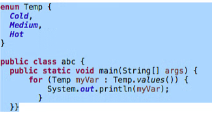 enum Temp {
  Cold,
  Medium,
  Hot
}
public class abc {
  public static void main(String[] args) {
     for (Temp myVar : Temp.values()) {
        System.out.println(myVar);
      }
  }}